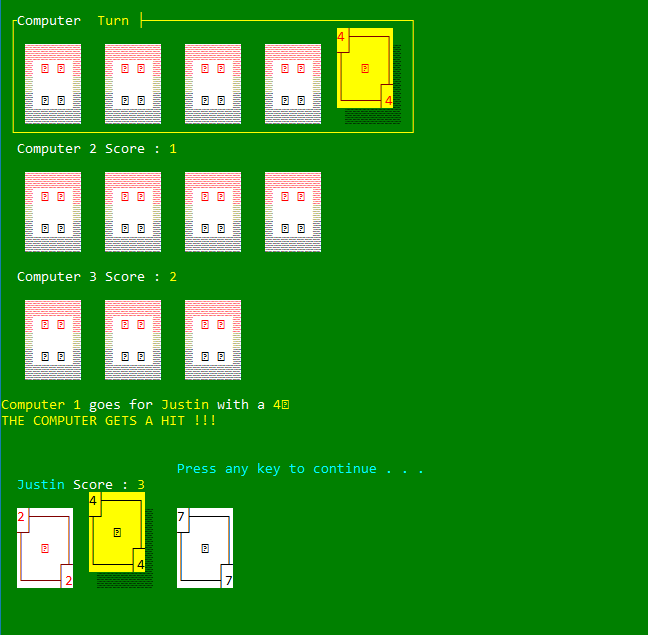 Computer  Turn
4
4
Computer 2 Score : 1
Computer 3 Score : 2
Computer 1 goes for Justin with a 4
THE COMPUTER GETS A HIT !!!
Press any key to continue . . .
Justin Score : 3
2 4 7
2 4 7